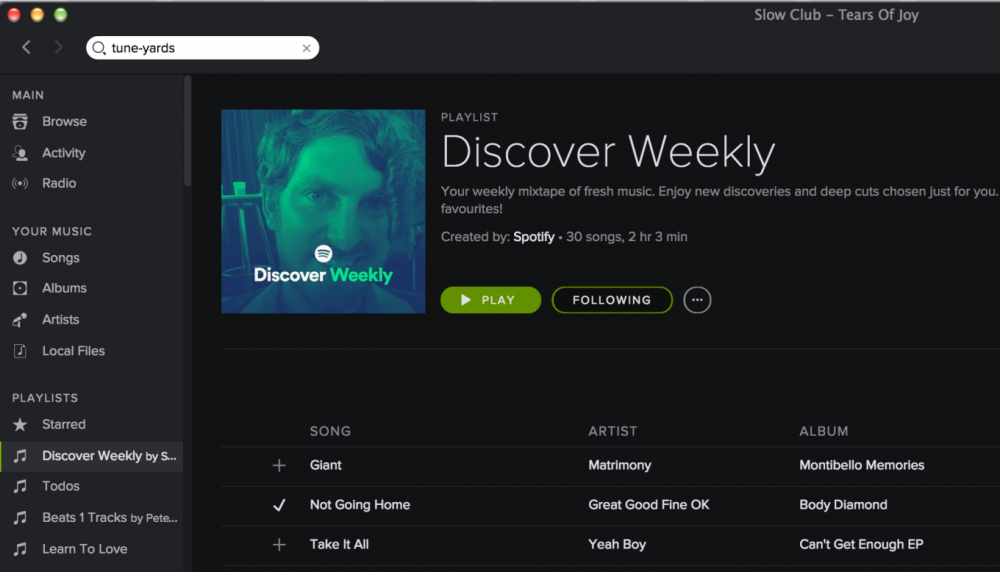 Slow Club – Tears Of Joy
tune-yards
MAIN
Browse
Activity
Radio
YOUR MUSIC
Songs
Albums
Artists
Local Files
PLAYLISTS
Starred
Discover Weekly by S...
Todos
Beats 1 Tracks by Pete...
Learn To Love
Discover Weekly
PLAYLIST
Discover Weekly
Your weekly mixtape of fresh music. Enjoy new discoveries and deep cuts chosen just for you.
favourites!
Created by: Spotify • 30 songs, 2 hr 3 min
PLAY FOLLOWING ...
SONG ARTIST ALBUM
Giant Matrimony Montibello Memories
Not Going Home Great Good Fine OK Body Diamond
Take It All Yeah Boy Can't Get Enough EP